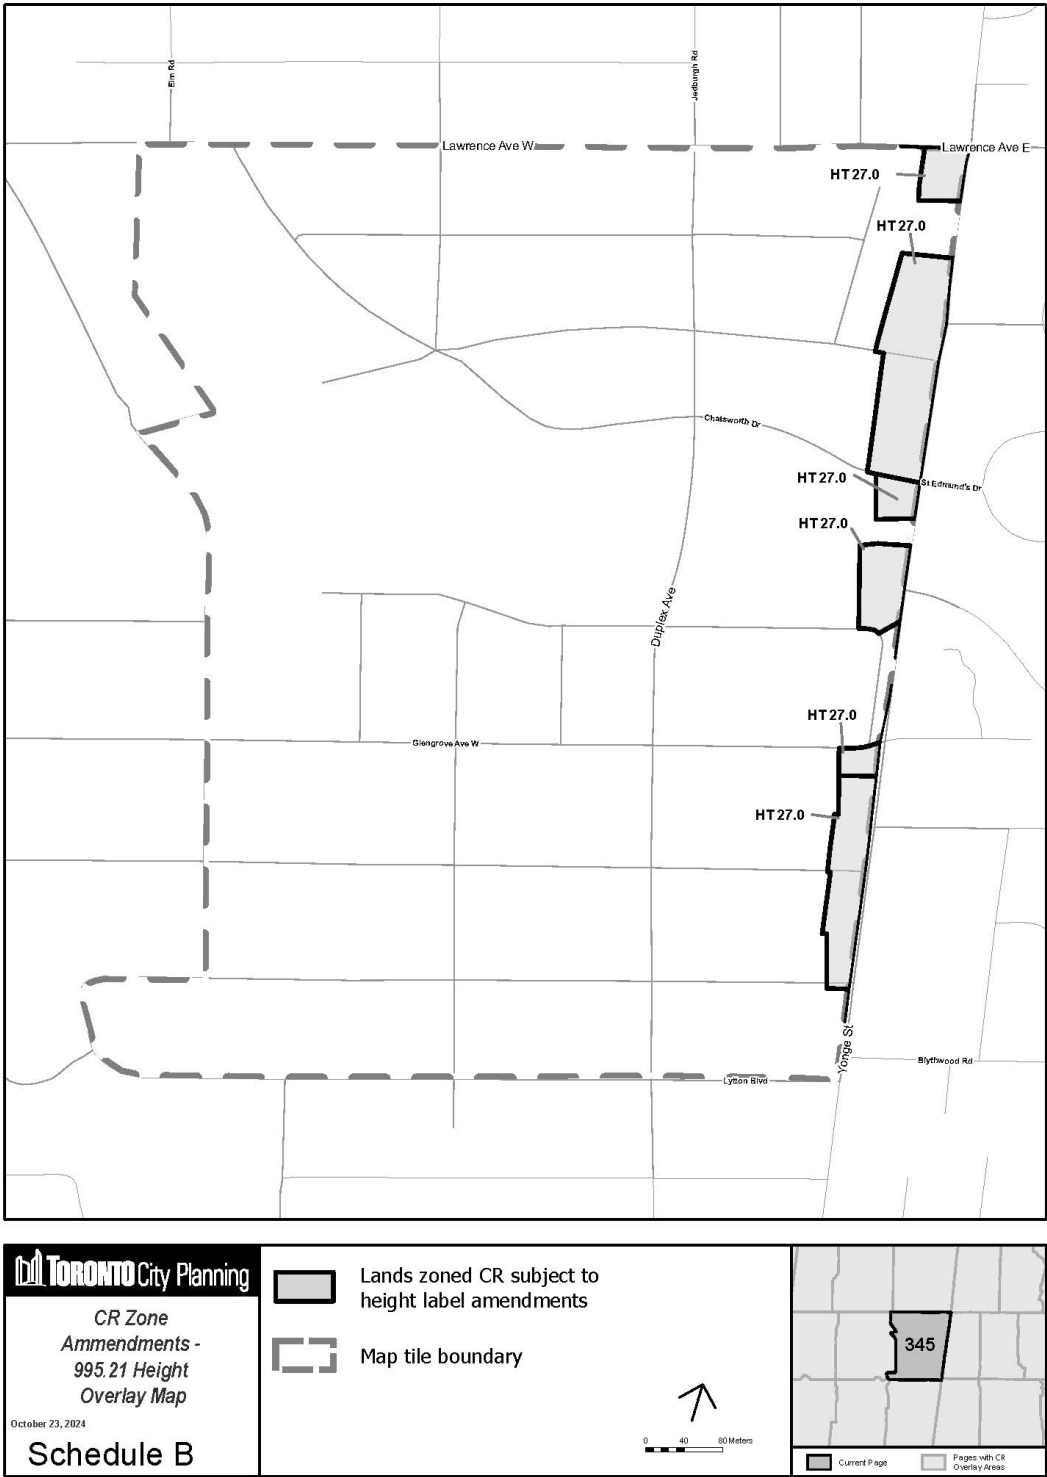 Elm Rd
Jedburgh Rd
Lawrence Ave W
Lawrence Ave E
HT 27.0
HT 27.0
Chatsworth Dr
HT 27.0
St Edmund's Dr
HT 27.0
Duplex Ave
HT 27.0
Glengrove Ave W
HT 27.0
Yonge St
Blythwood Rd
Lytton Blvd
TORONTO City Planning
CR Zone
Ammendments -
995.21 Height
Overlay Map
October 23, 2024
Schedule B
Lands zoned CR subject to
height label amendments
Map tile boundary
0 40 80 Meters
345
Current Page
Pages with CR
Overlay Areas